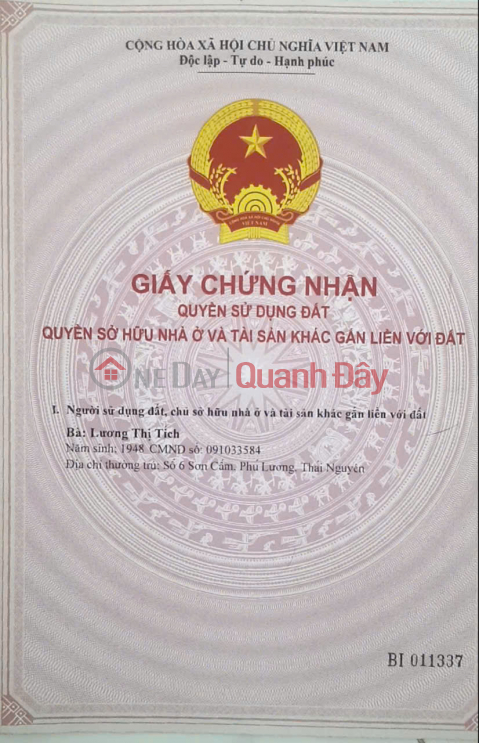 CỘNG HÒA XÃ HỘI CHỦ NGHĨA VIỆT NAM
Độc lập - Tự do - Hạnh phúc
VIỆT NAM
GIẤY CHỨNG NHẬN
QUYỀN SỬ DỤNG ĐẤT
QUYỀN SỞ HỮU NHÀ Ở VÀ TÀI SẢN KHÁC GẮN LIỀN VỚI ĐẤT
ONEDAY Quanh Đây
I. Người sử dụng đất, chủ sở hữu nhà ở và tài sản khác gắn liền với đất
Bà: Lương Thị Tích
Năm sinh: 1948, CMND số: 091033584
Địa chỉ thường trú: Số 6 Sơn Cẩm, Phú Lương, Thái Nguyên
BI 011337